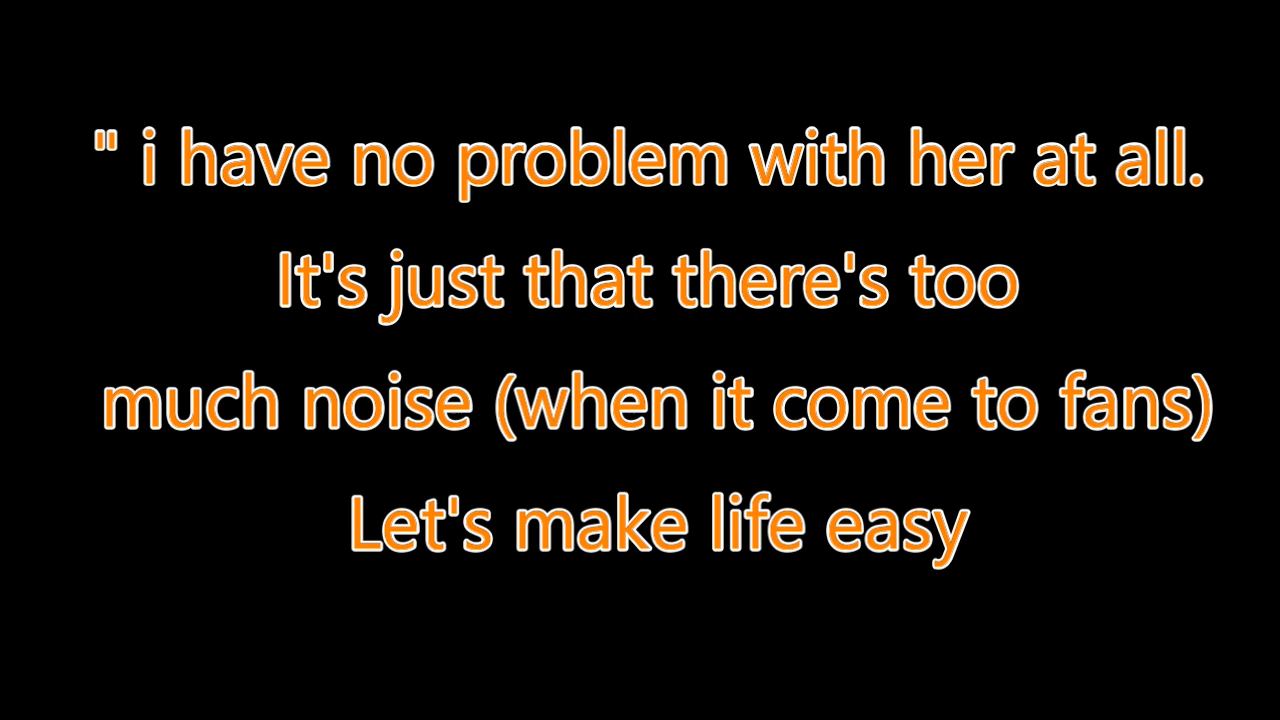 " i have no problem with her at all.
It's just that there's too
much noise (when it come to fans)
Let's make life easy